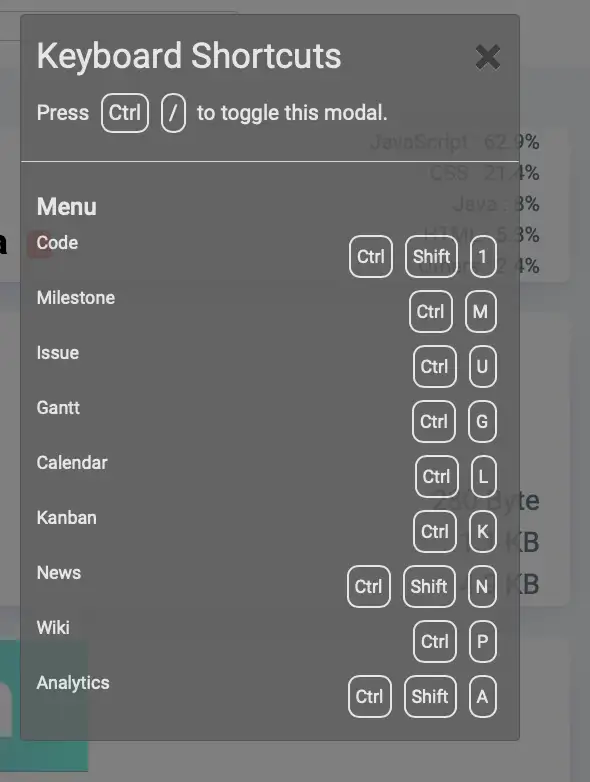 Keyboard Shortcuts ✖
Press Ctrl / to toggle this modal.
JavaScript : 62.9%
CSS : 21.4%
Menu
Java : 8%
a
HTML : 5.3%
Code Ctrl Shift 1
2.4%
Milestone Ctrl M
Issue Ctrl U
Gantt Ctrl G
Calendar Ctrl L
Byte
Kanban Ctrl K
KB
News Ctrl Shift N
KB
Wiki Ctrl P
Analytics Ctrl Shift A